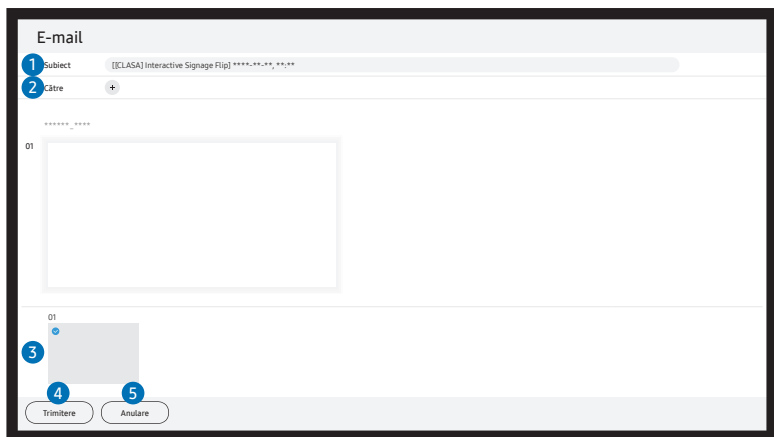 E-mail
1 Subiect [[CLASA] Interactive Signage Flip] ****-**-**, **:**
2 Către +
******_****
01
01
3
4 5
Trimitere Anulare